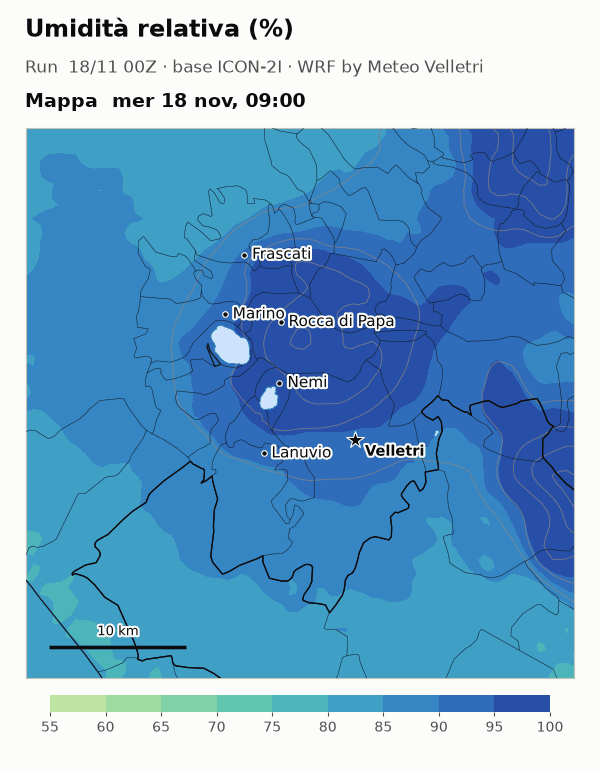 Umidità relativa (%)
Run  18/11 00Z · base ICON-2I · WRF by Meteo Velletri
Mappa  mer 18 nov, 09:00
Frascati
Marino
Rocca di Papa
Nemi
Velletri
Lanuvio
10 km
55 60 65 70 75 80 85 90 95 100